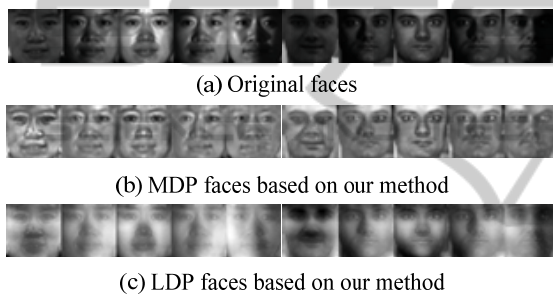 (a) Original faces
(b) MDP faces based on our method
(c) LDP faces based on our method